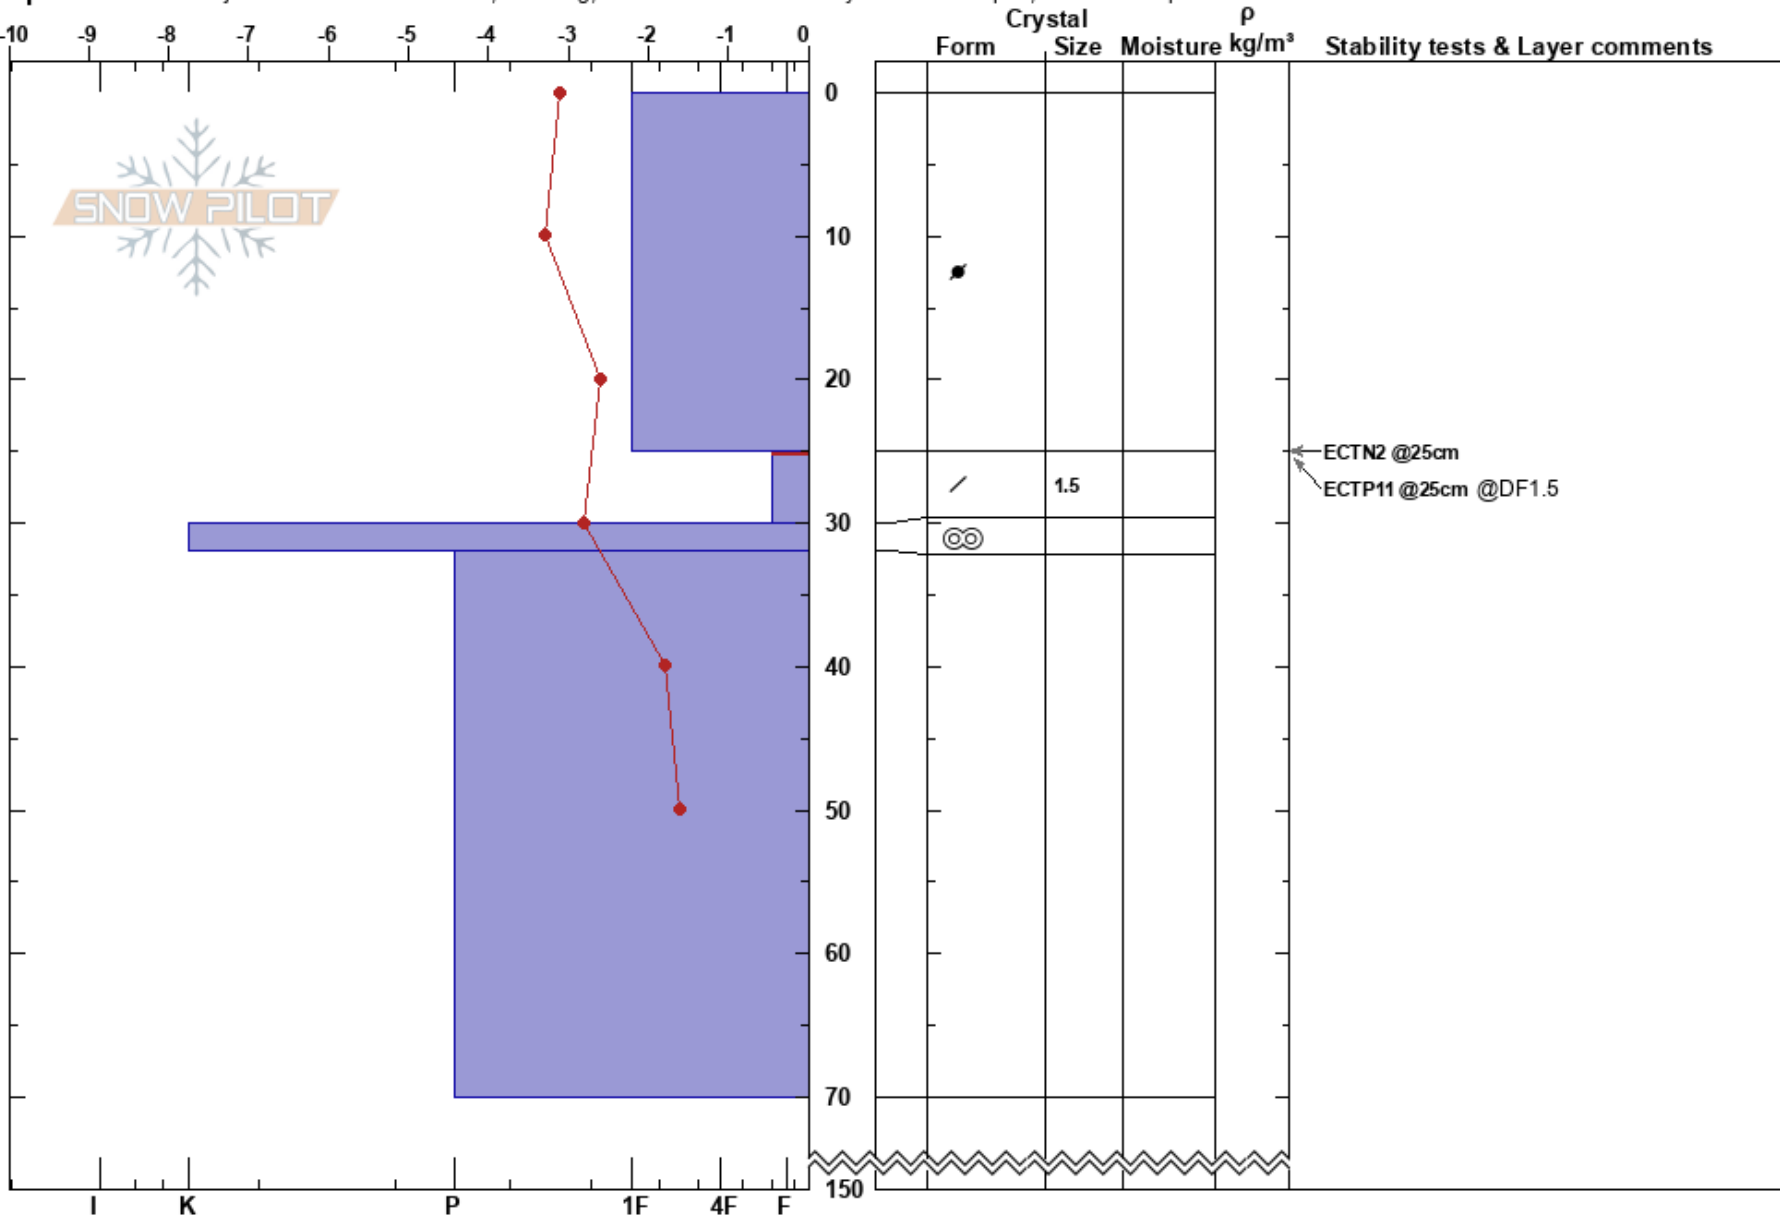 Crystal ρ
-10 -9 -8 -7 -6 -5 -4 -3 -2 -1 0
Form Size Moisture kg/m³ Stability tests & Layer comments
0
SNOW PILOT
10
20
ECTN2 @25cm
1.5
ECTP11 @25cm @DF1.5
30
40
50
60
70
150
I K P 1F 4F F